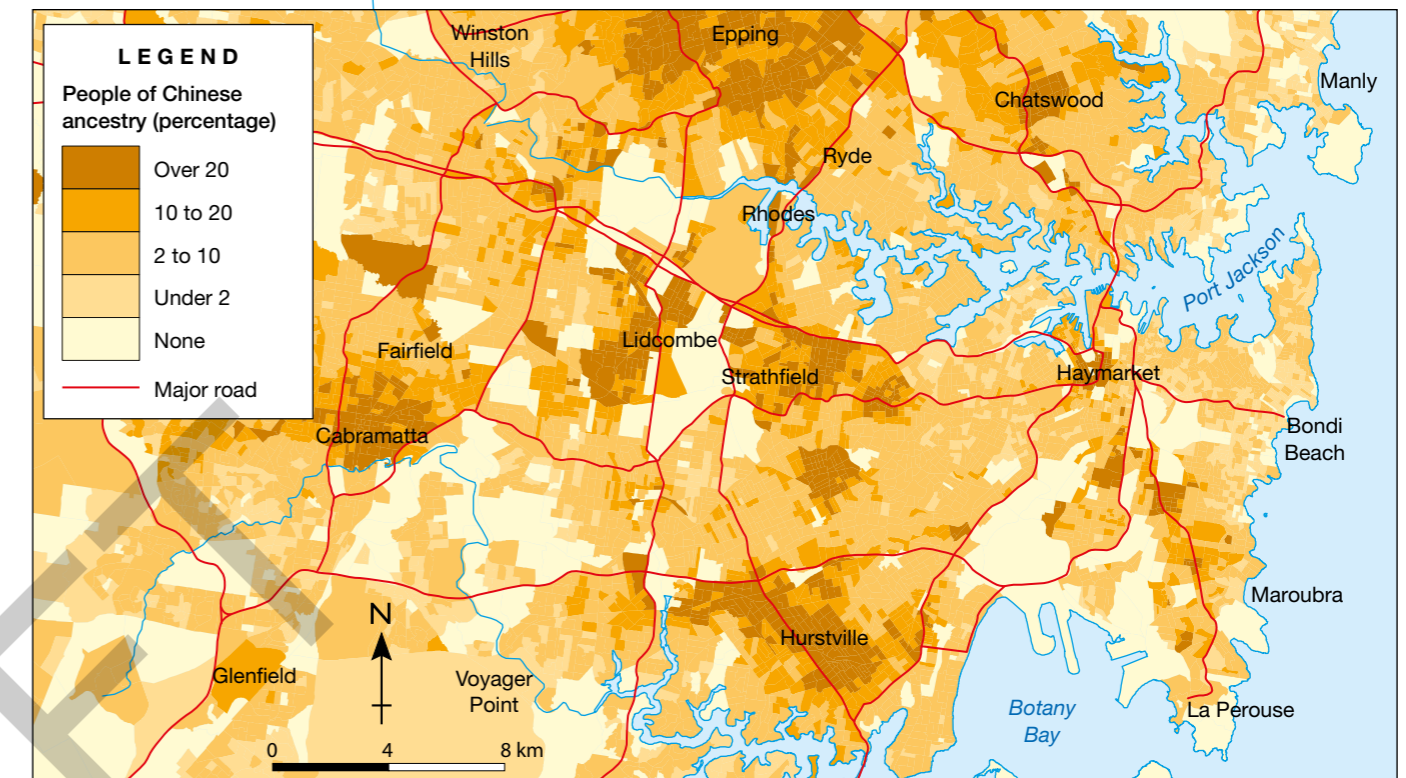 LEGEND
People of Chinese
ancestry (percentage)
Over 20
10 to 20
2 to 10
Under 2
None
Major road
Winston
Hills
Epping
Chatswood
Manly
Ryde
Rhodes
Port Jackson
Fairfield
Lidcombe
Strathfield
Haymarket
Cabramatta
Bondi
Beach
Maroubra
Hurstville
Glenfield
Voyager
Point
La Perouse
Botany
Bay
N
0 4 8 km